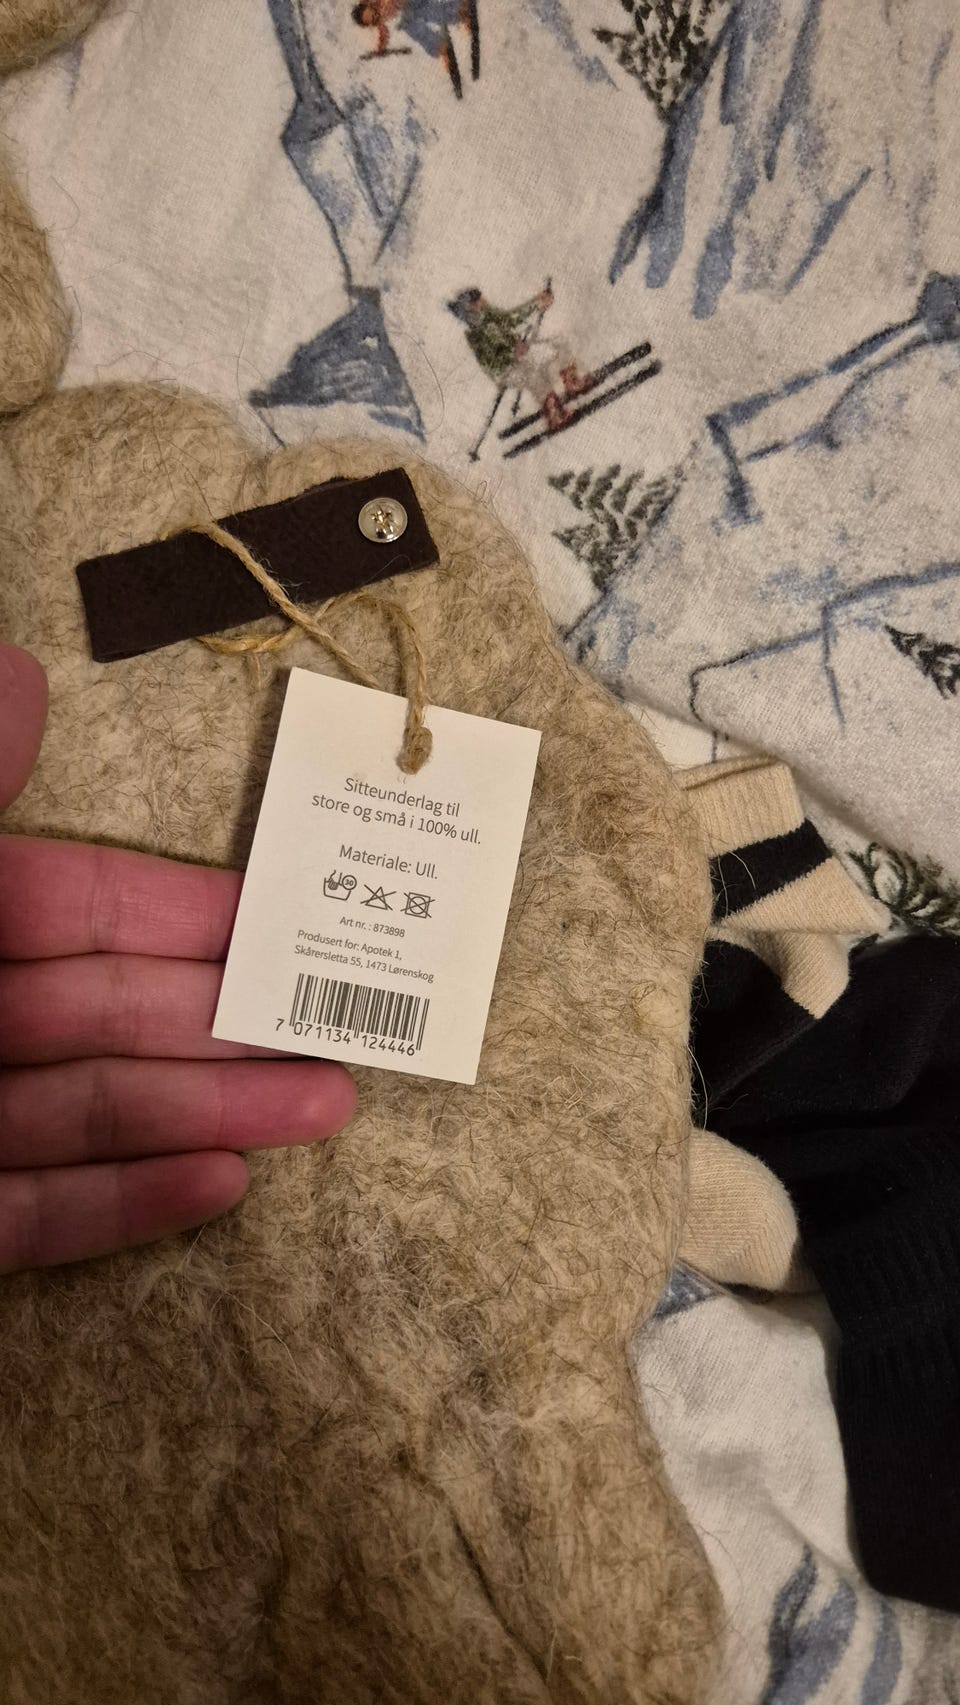 Sitteunderlag til
store og små i 100% ull.
Materiale: Ull.
30
Art nr. : 873898
Produsert for: Apotek 1,
Skårersletta 55, 1473 Lørenskog
7 071134 124446